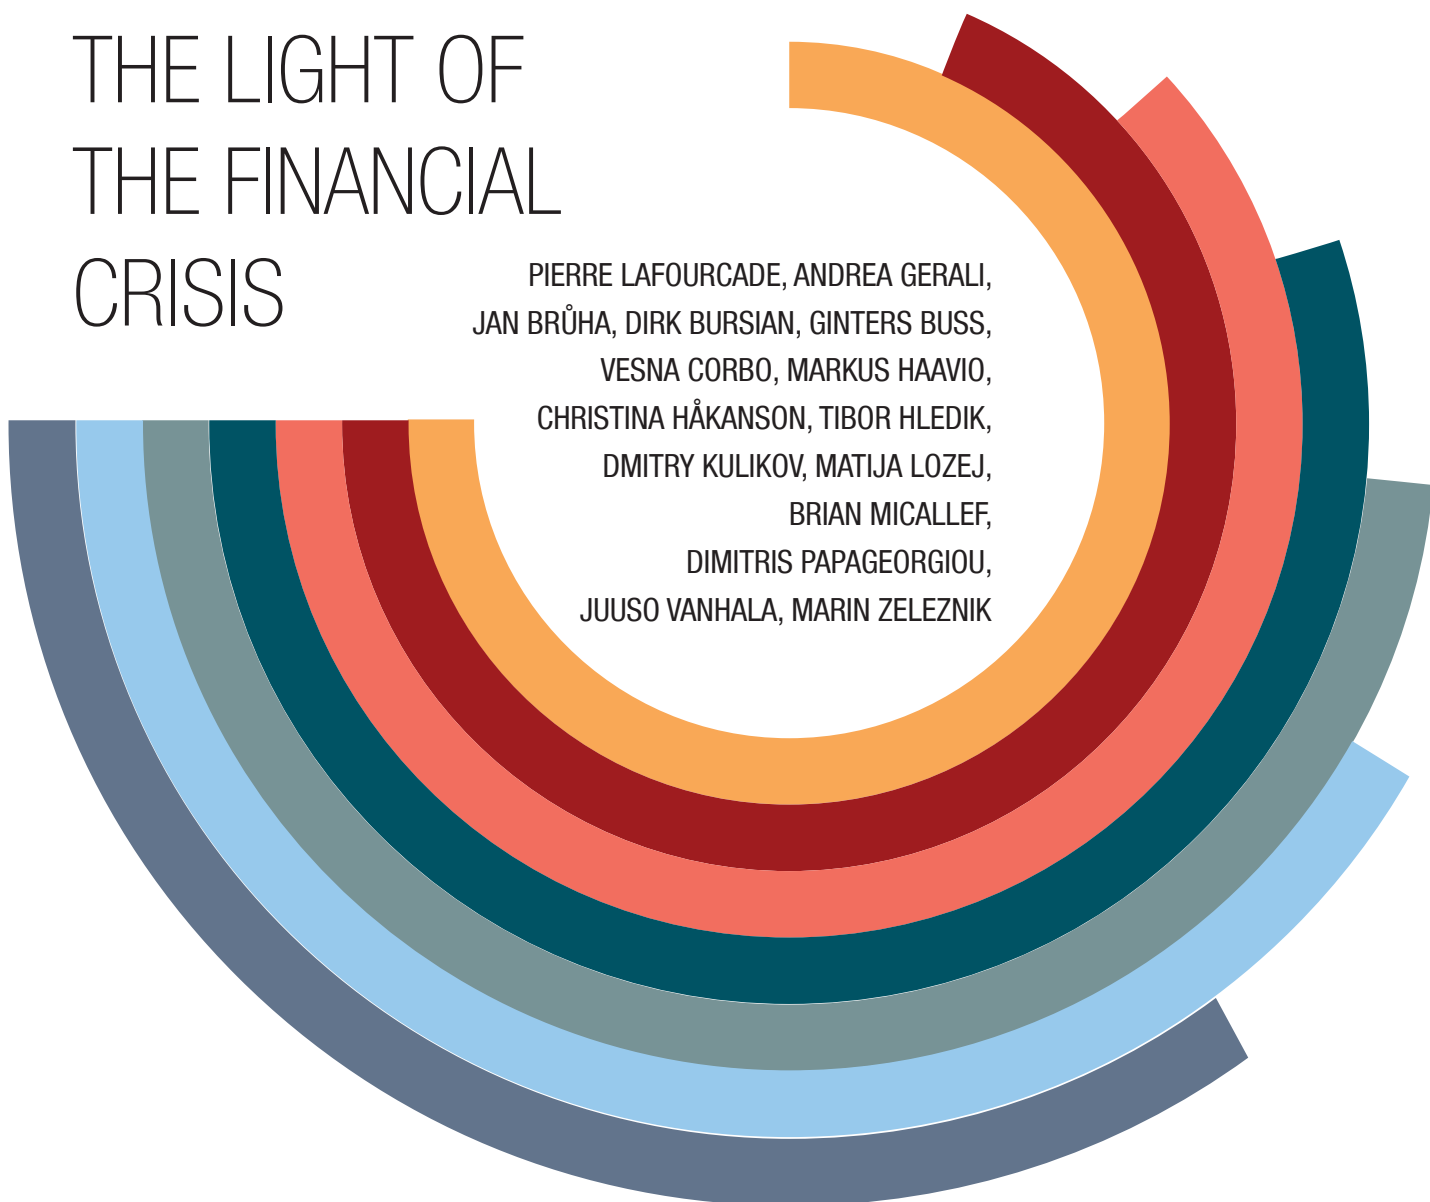 THE LIGHT OF
THE FINANCIAL
CRISIS
PIERRE LAFOURCADE, ANDREA GERALI,
JAN BRŮHA, DIRK BURSIAN, GINTERS BUSS,
VESNA CORBO, MARKUS HAAVIO,
CHRISTINA HÅKANSON, TIBOR HLEDIK,
DMITRY KULIKOV, MATIJA LOZEJ,
BRIAN MICALLEF,
DIMITRIS PAPAGEORGIOU,
JUUSO VANHALA, MARIN ZELEZNIK